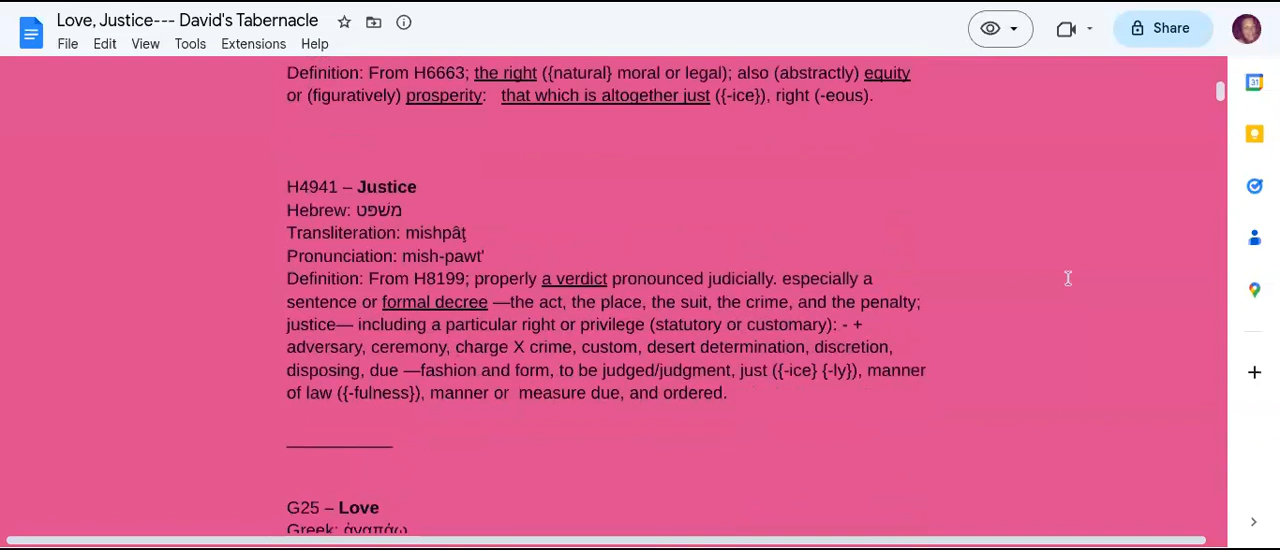 Love, Justice--- David's Tabernacle
File Edit View Tools Extensions Help
Share
31
Definition: From H6663; the right ({natural} moral or legal); also (abstractly) equity
or (figuratively) prosperity: that which is altogether just ({-ice}), right (-eous).
H4941 – Justice
Hebrew: משׁפּט
Transliteration: mishpâţ
Pronunciation: mish-pawt'
Definition: From H8199; properly a verdict pronounced judicially. especially a
sentence or formal decree —the act, the place, the suit, the crime, and the penalty;
justice— including a particular right or privilege (statutory or customary): - +
adversary, ceremony, charge X crime, custom, desert determination, discretion,
disposing, due —fashion and form, to be judged/judgment, just ({-ice} {-ly}), manner
of law ({-fulness}), manner or measure due, and ordered.
G25 – Love
Greek: ἀγαπάω